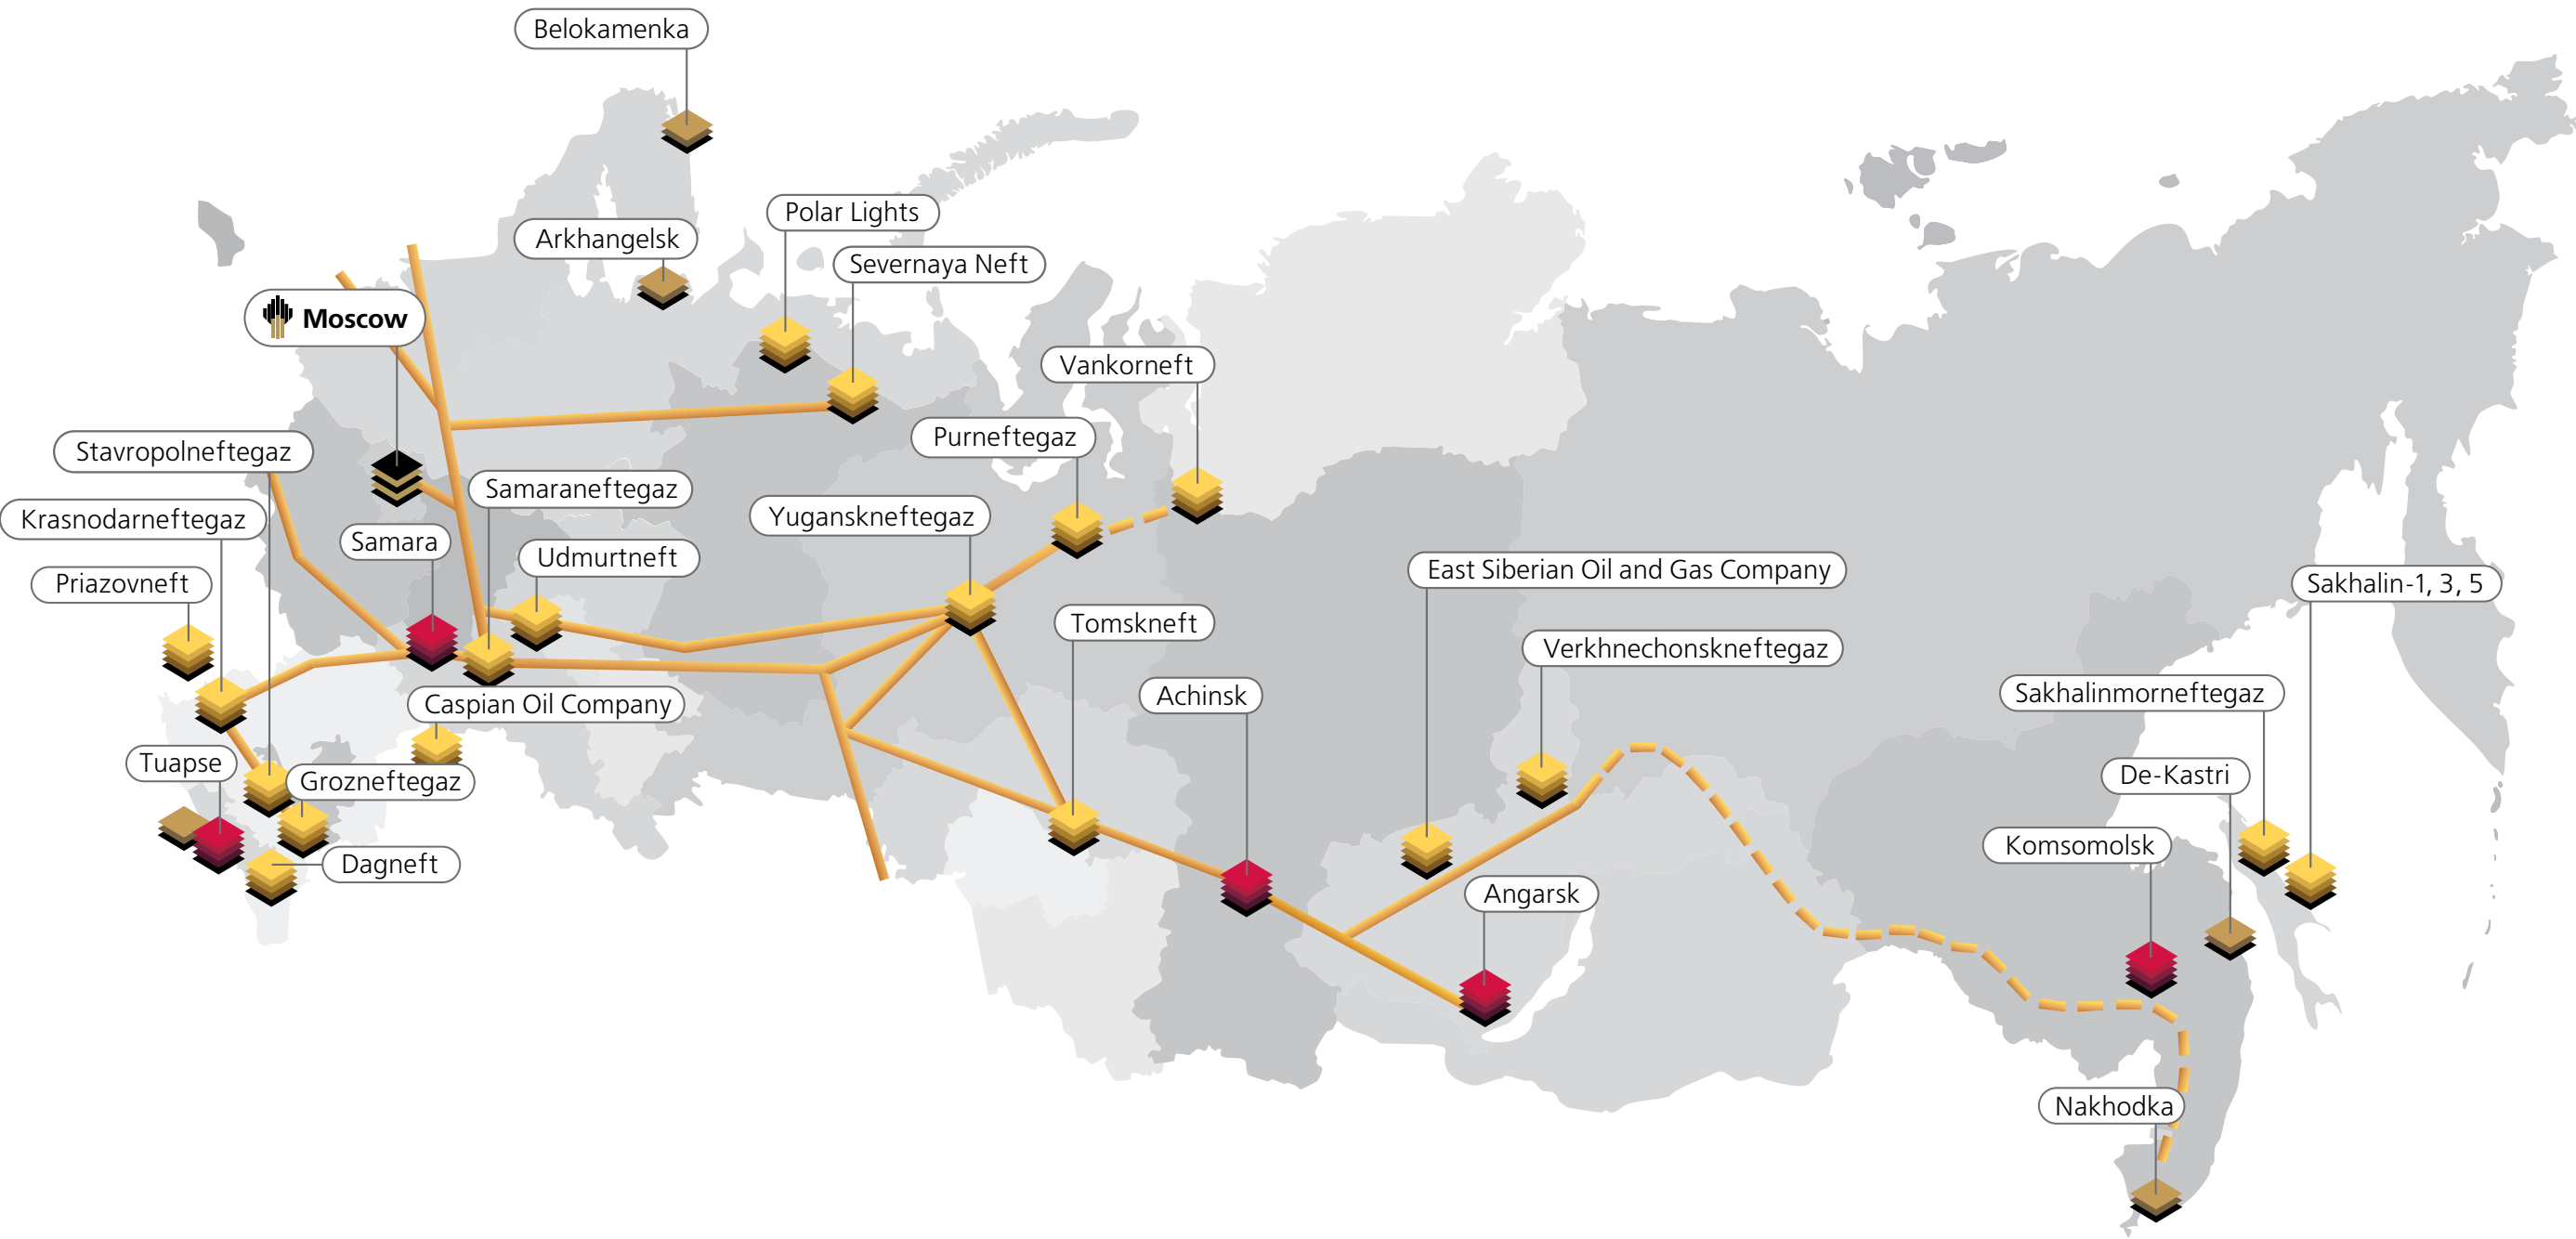 Belokamenka
Polar Lights
Arkhangelsk
Severnaya Neft
Moscow
Vankorneft
Purneftegaz
Stavropolneftegaz
Samaraneftegaz
Yuganskneftegaz
Krasnodarneftegaz
Samara
Udmurtneft
East Siberian Oil and Gas Company
Priazovneft
Sakhalin-1, 3, 5
Tomskneft
Verkhnechonskneftegaz
Achinsk
Sakhalinmorneftegaz
Caspian Oil Company
Tuapse
De-Kastri
Grozneftegaz
Komsomolsk
Dagneft
Angarsk
Nakhodka